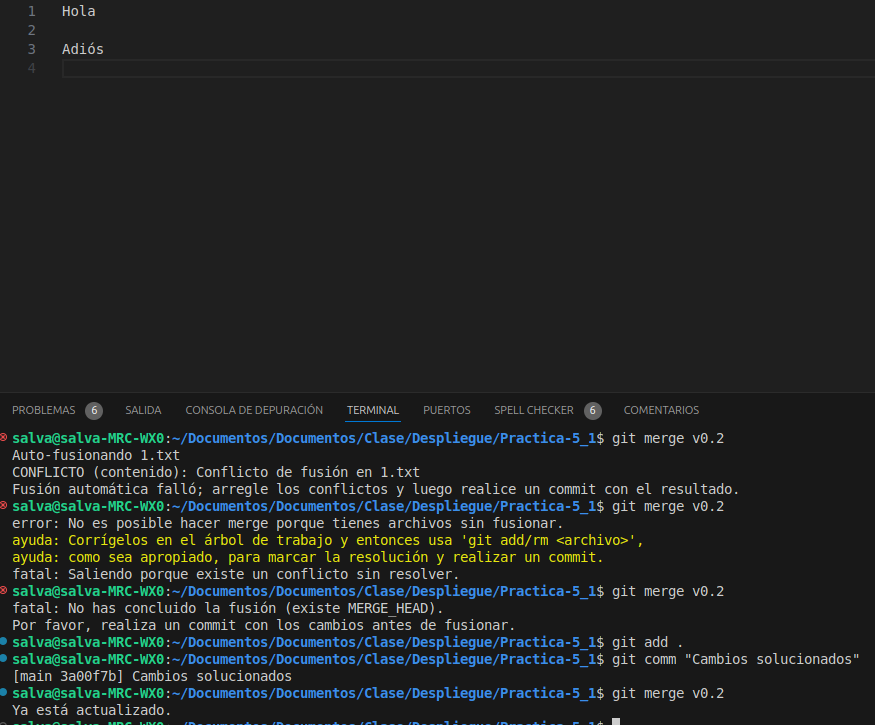 1 Hola
2
3 Adiós
4
PROBLEMAS 6 SALIDA CONSOLA DE DEPURACIÓN TERMINAL PUERTOS SPELL CHECKER 6 COMENTARIOS
salva@salva-MRC-WX0:~/Documentos/Documentos/Clase/Despliegue/Practica-5_1$ git merge v0.2
Auto-fusionando 1.txt
CONFLICTO (contenido): Conflicto de fusión en 1.txt
Fusión automática falló; arregle los conflictos y luego realice un commit con el resultado.
salva@salva-MRC-WX0:~/Documentos/Documentos/Clase/Despliegue/Practica-5_1$ git merge v0.2
error: No es posible hacer merge porque tienes archivos sin fusionar.
ayuda: Corrígelos en el árbol de trabajo y entonces usa 'git add/rm <archivo>',
ayuda: como sea apropiado, para marcar la resolución y realizar un commit.
fatal: Saliendo porque existe un conflicto sin resolver.
salva@salva-MRC-WX0:~/Documentos/Documentos/Clase/Despliegue/Practica-5_1$ git merge v0.2
fatal: No has concluido la fusión (existe MERGE_HEAD).
Por favor, realiza un commit con los cambios antes de fusionar.
salva@salva-MRC-WX0:~/Documentos/Documentos/Clase/Despliegue/Practica-5_1$ git add .
salva@salva-MRC-WX0:~/Documentos/Documentos/Clase/Despliegue/Practica-5_1$ git comm "Cambios solucionados"
[main 3a00f7b] Cambios solucionados
salva@salva-MRC-WX0:~/Documentos/Documentos/Clase/Despliegue/Practica-5_1$ git merge v0.2
Ya está actualizado.
salva@salva-MRC-WX0:~/Documentos/Documentos/Clase/Despliegue/Practica-5_1$